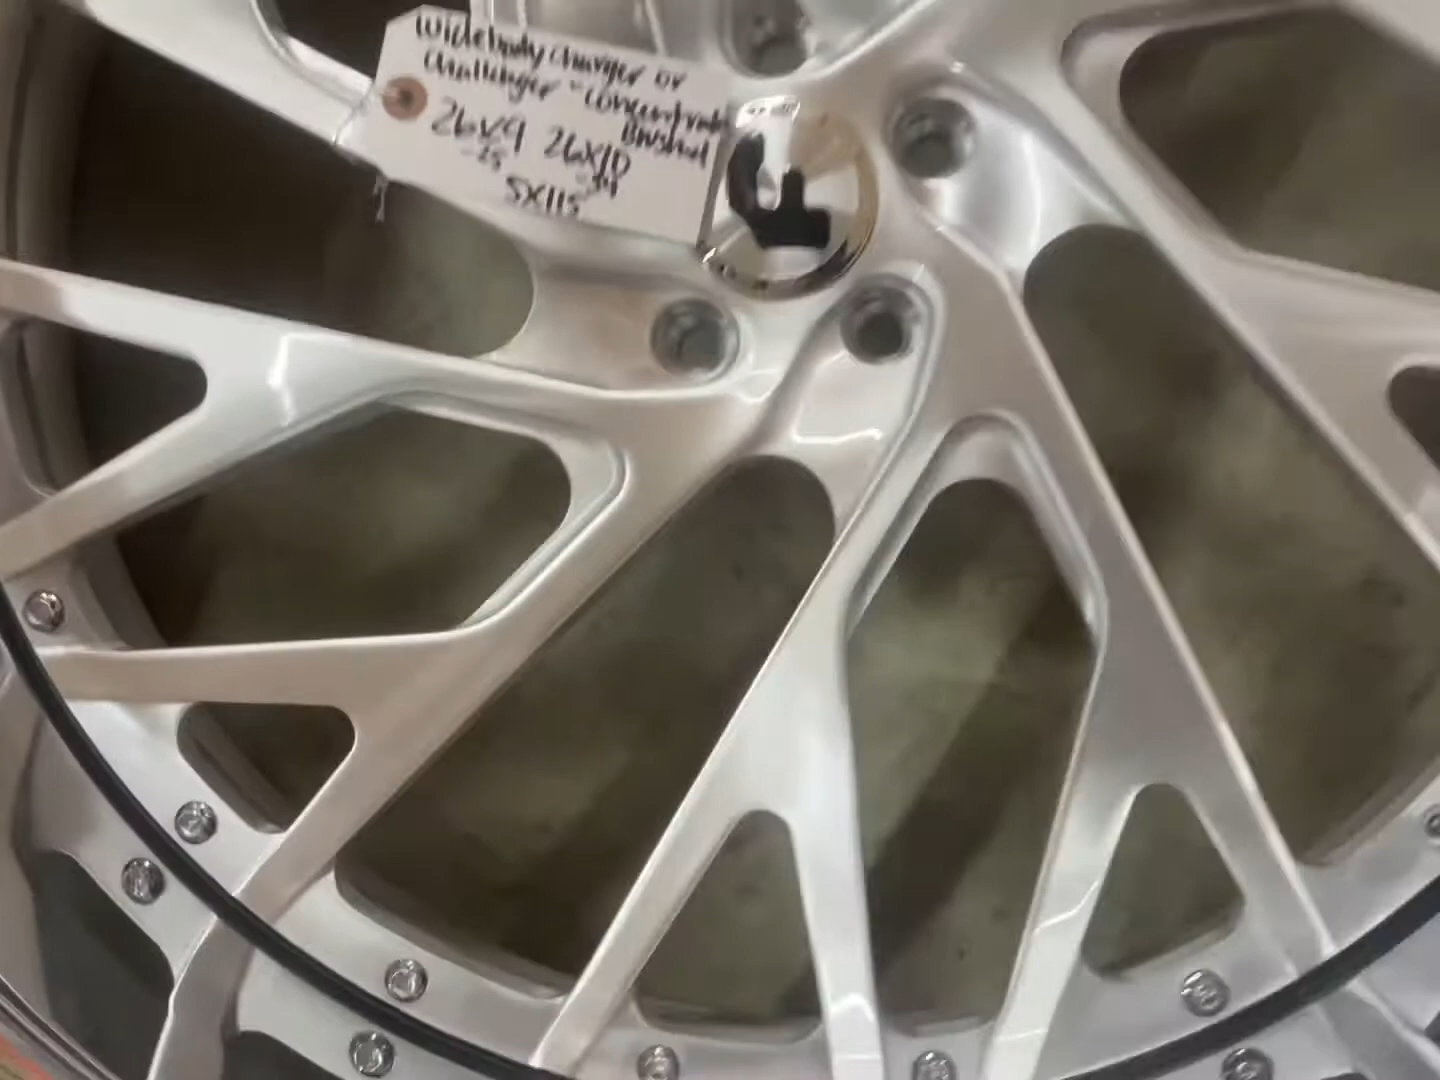 widebody charger or
challenger - concentrate
Brushed
26x9 26x10
5x115